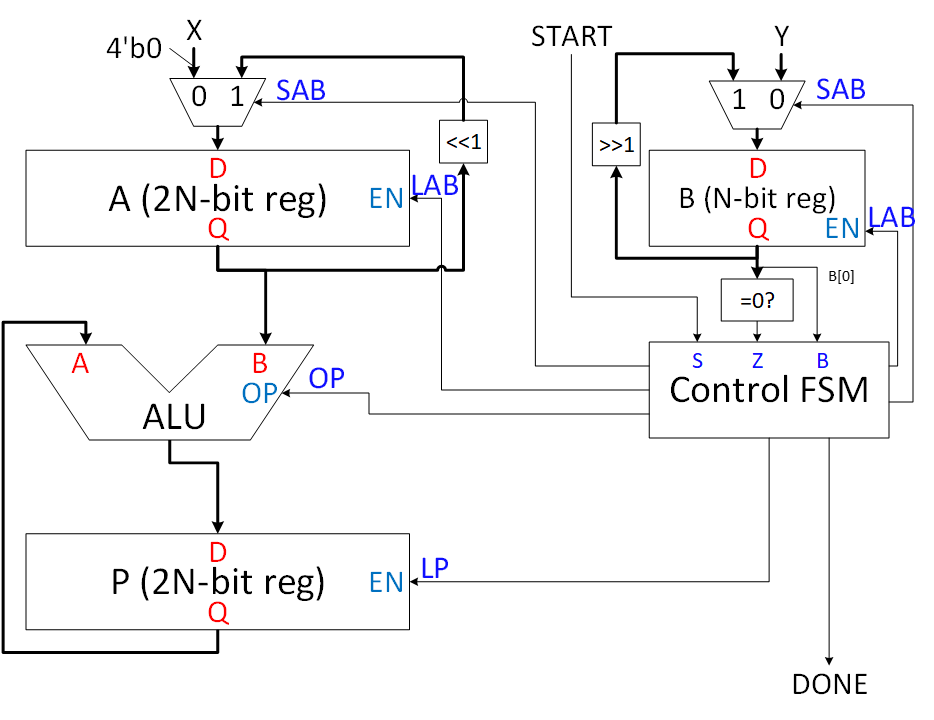 X
4'b0
0 1
SAB
<<1
D
A (2N-bit reg)
EN
LAB
Q
START
Y
1 0
SAB
>>1
D
B (N-bit reg)
LAB
Q
EN
B[0]
=0?
S Z B
Control FSM
A
B
OP
OP
ALU
D
P (2N-bit reg)
EN
LP
Q
DONE